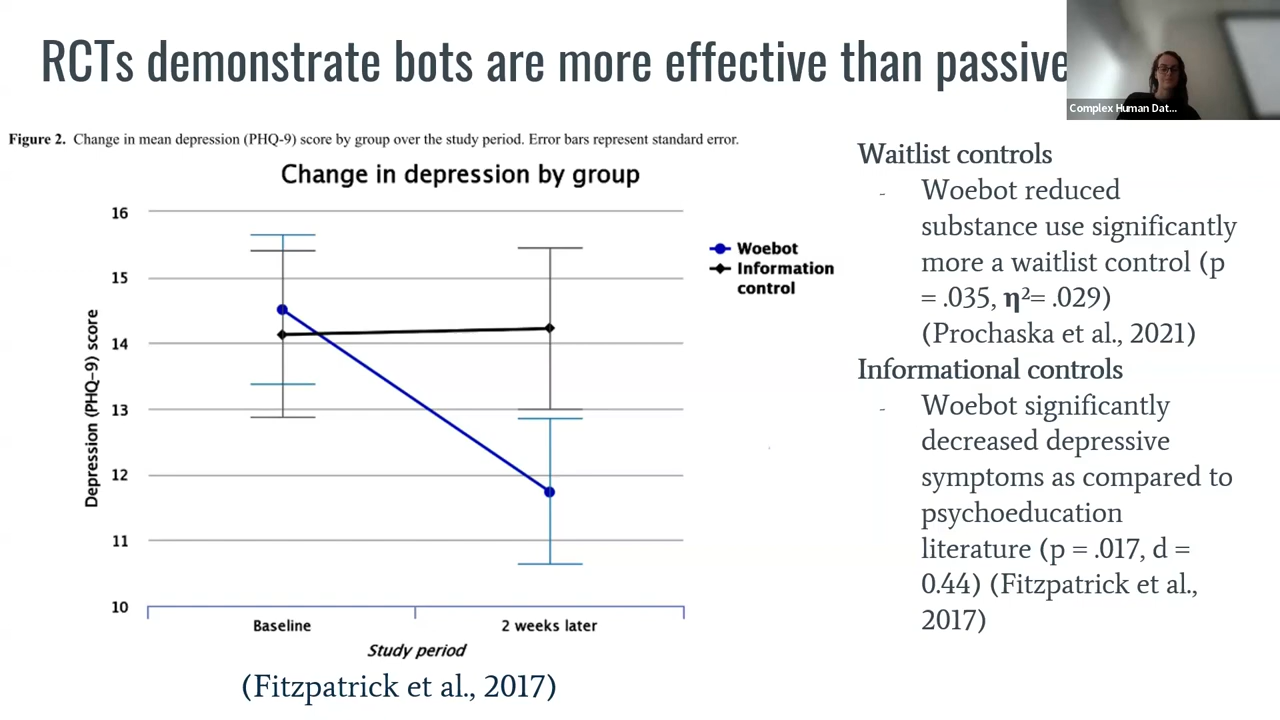 RCTs demonstrate bots are more effective than passive
Complex Human Dat...
Figure 2. Change in mean depression (PHQ-9) score by group over the study period. Error bars represent standard error.
Change in depression by group
16
15
14
13
12
11
10
Depression (PHQ-9) score
Baseline
2 weeks later
Study period
Woebot
Information
control
(Fitzpatrick et al., 2017)
Waitlist controls
- Woebot reduced
substance use significantly
more a waitlist control (p
= .035, η²= .029)
(Prochaska et al., 2021)
Informational controls
- Woebot significantly
decreased depressive
symptoms as compared to
psychoeducation
literature (p = .017, d =
0.44) (Fitzpatrick et al.,
2017)